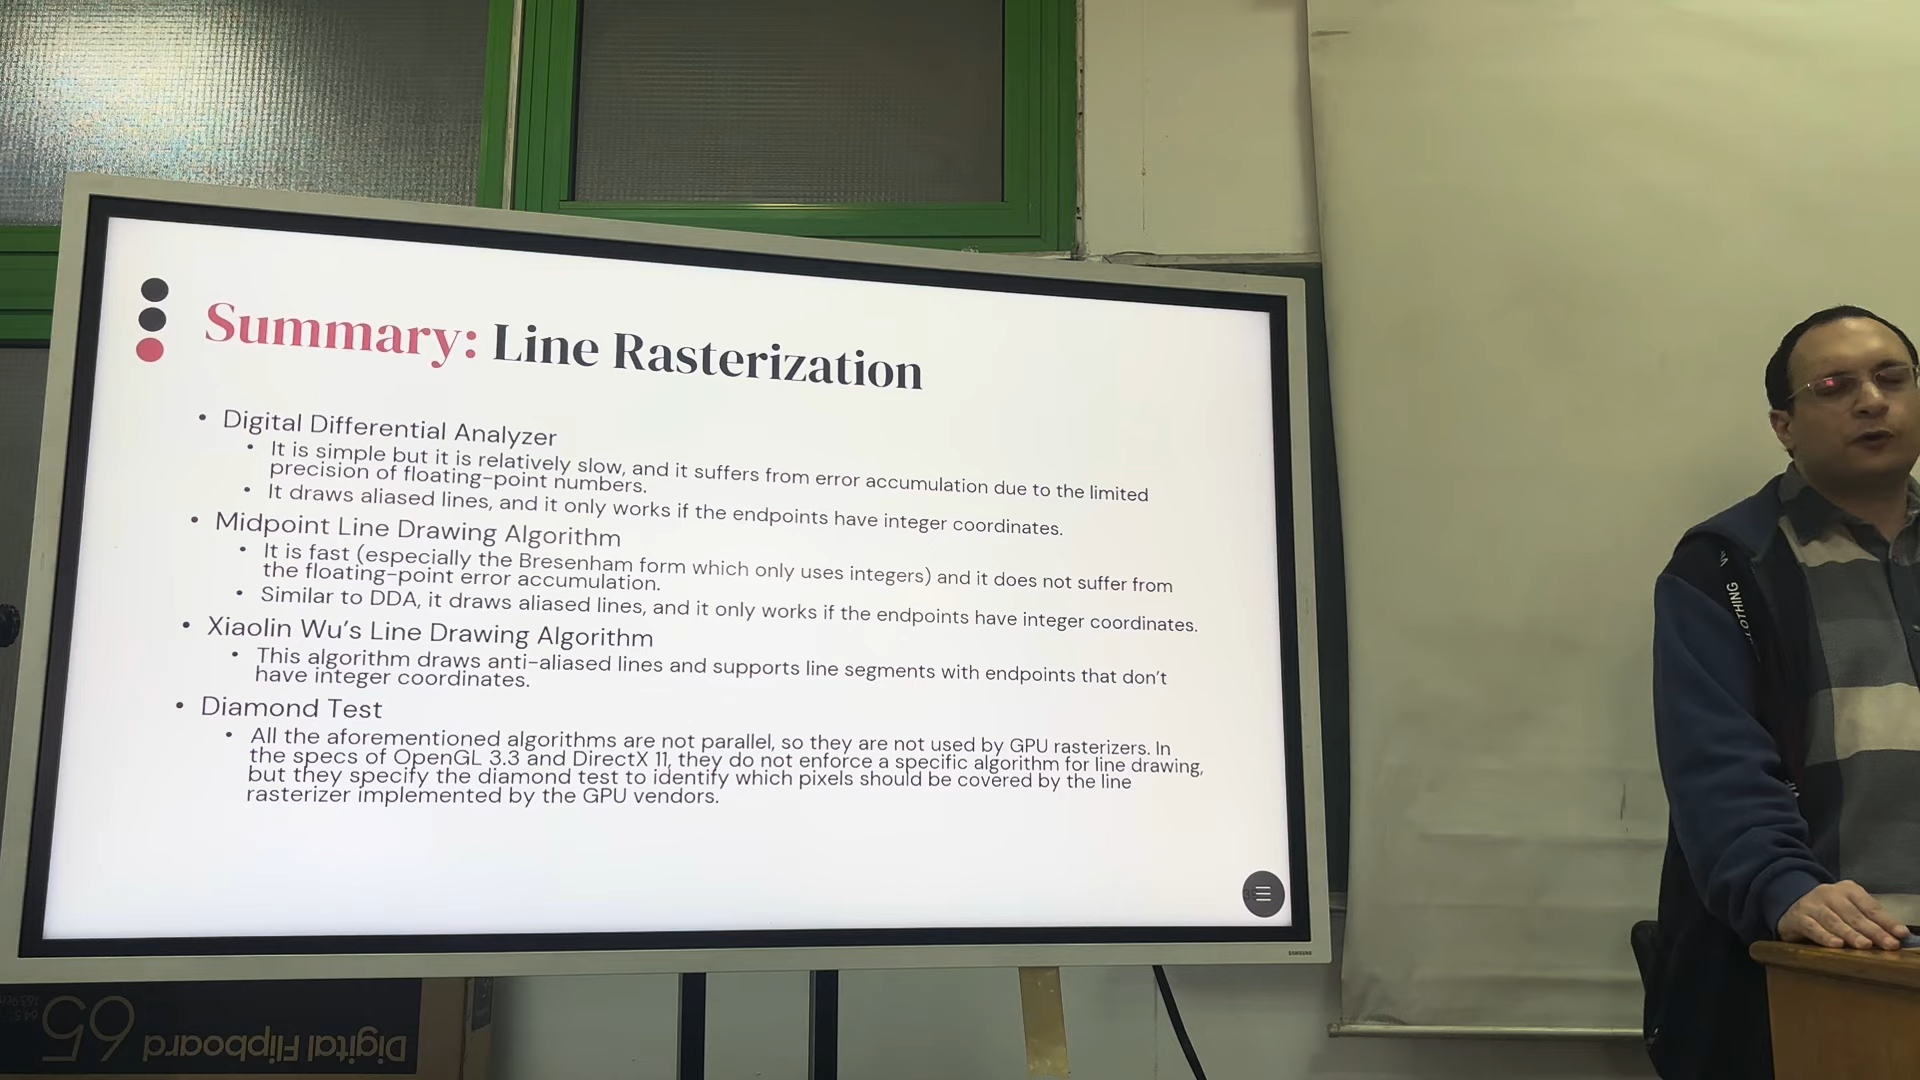 Summary: Line Rasterization
• Digital Differential Analyzer
• It is simple but it is relatively slow, and it suffers from error accumulation due to the limited
precision of floating-point numbers.
• It draws aliased lines, and it only works if the endpoints have integer coordinates.
• Midpoint Line Drawing Algorithm
• It is fast (especially the Bresenham form which only uses integers) and it does not suffer from
the floating-point error accumulation.
• Similar to DDA, it draws aliased lines, and it only works if the endpoints have integer coordinates.
• Xiaolin Wu's Line Drawing Algorithm
• This algorithm draws anti-aliased lines and supports line segments with endpoints that don't
have integer coordinates.
• Diamond Test
• All the aforementioned algorithms are not parallel, so they are not used by GPU rasterizers. In
the specs of OpenGL 3.3 and DirectX 11, they do not enforce a specific algorithm for line drawing,
but they specify the diamond test to identify which pixels should be covered by the line
rasterizer implemented by the GPU vendors.
SAMSUNG
Digital Flipboard
65